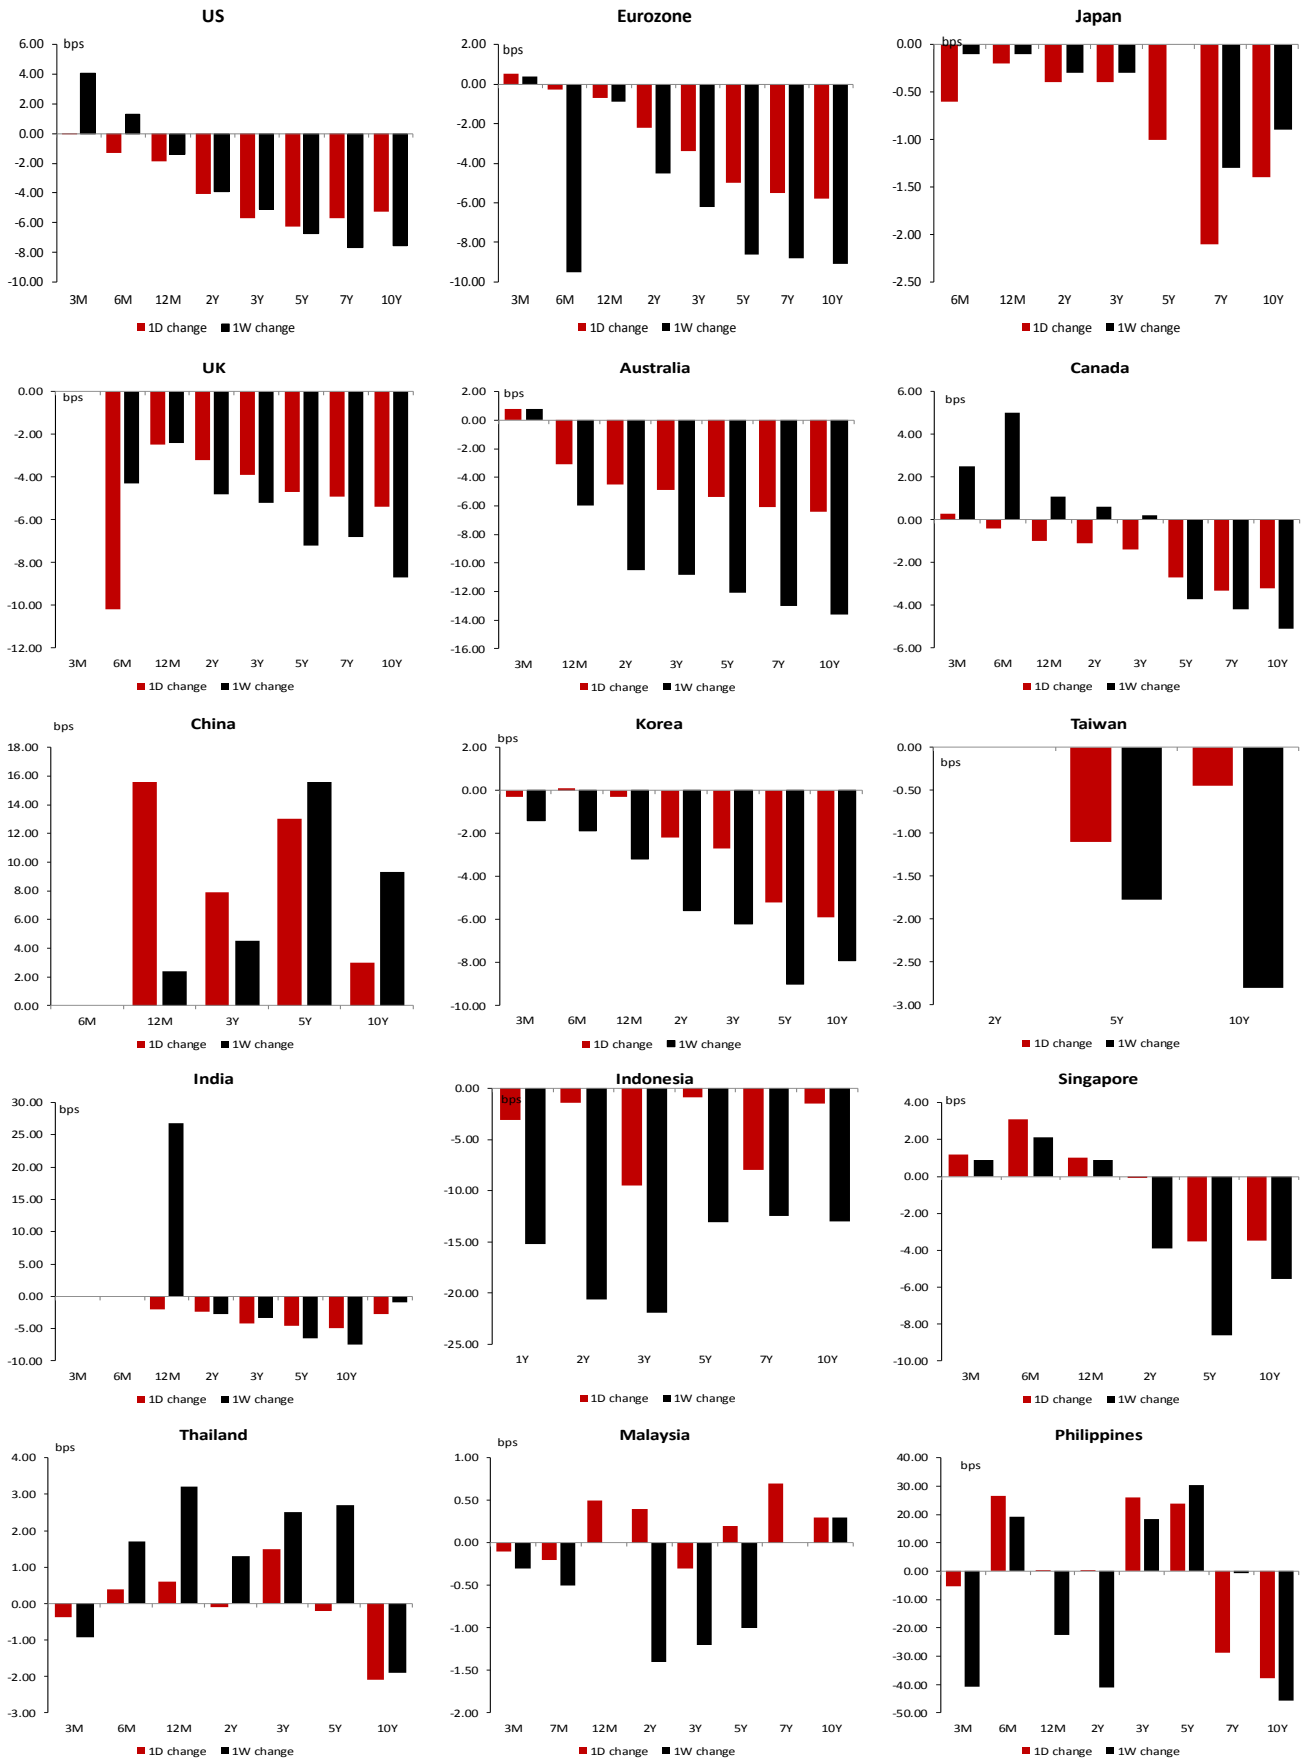 US
bps
6.00
4.00
2.00
0.00
-2.00
-4.00
-6.00
-8.00
-10.00
3M 6M 12M 2Y 3Y 5Y 7Y 10Y
1D change 1W change
Eurozone
bps
2.00
0.00
-2.00
-4.00
-6.00
-8.00
-10.00
3M 6M 12M 2Y 3Y 5Y 7Y 10Y
1D change 1W change
Japan
bps
0.00
-0.50
-1.00
-1.50
-2.00
-2.50
6M 12M 2Y 3Y 5Y 7Y 10Y
1D change 1W change
UK
0.00
bps
-2.00
-4.00
-6.00
-8.00
-10.00
-12.00
3M 6M 12M 2Y 3Y 5Y 7Y 10Y
1D change 1W change
Australia
bps
2.00
0.00
-2.00
-4.00
-6.00
-8.00
-10.00
-12.00
-14.00
-16.00
3M 12M 2Y 3Y 5Y 7Y 10Y
1D change 1W change
Canada
6.00
bps
4.00
2.00
0.00
-2.00
-4.00
-6.00
3M 6M 12M 2Y 3Y 5Y 7Y 10Y
1D change 1W change
China
bps
18.00
16.00
14.00
12.00
10.00
8.00
6.00
4.00
2.00
0.00
6M 12M 3Y 5Y 10Y
1D change 1W change
Korea
bps
2.00
0.00
-2.00
-4.00
-6.00
-8.00
-10.00
3M 6M 12M 2Y 3Y 5Y 10Y
1D change 1W change
Taiwan
0.00
bps
-0.50
-1.00
-1.50
-2.00
-2.50
-3.00
2Y 5Y 10Y
1D change 1W change
India
30.00
bps
25.00
20.00
15.00
10.00
5.00
0.00
-5.00
-10.00
3M 6M 12M 2Y 3Y 5Y 10Y
1D change 1W change
Indonesia
0.00
bps
-5.00
-10.00
-15.00
-20.00
-25.00
1Y 2Y 3Y 5Y 7Y 10Y
1D change 1W change
Singapore
bps
4.00
2.00
0.00
-2.00
-4.00
-6.00
-8.00
-10.00
3M 6M 12M 2Y 5Y 10Y
1D change 1W change
Thailand
bps
4.00
3.00
2.00
1.00
0.00
-1.00
-2.00
-3.00
3M 6M 12M 2Y 3Y 5Y 10Y
1D change 1W change
Malaysia
bps
1.00
0.50
0.00
-0.50
-1.00
-1.50
-2.00
3M 7M 12M 2Y 3Y 5Y 7Y 10Y
1D change 1W change
Philippines
40.00
bps
30.00
20.00
10.00
0.00
-10.00
-20.00
-30.00
-40.00
-50.00
3M 6M 12M 2Y 3Y 5Y 7Y 10Y
1D change 1W change